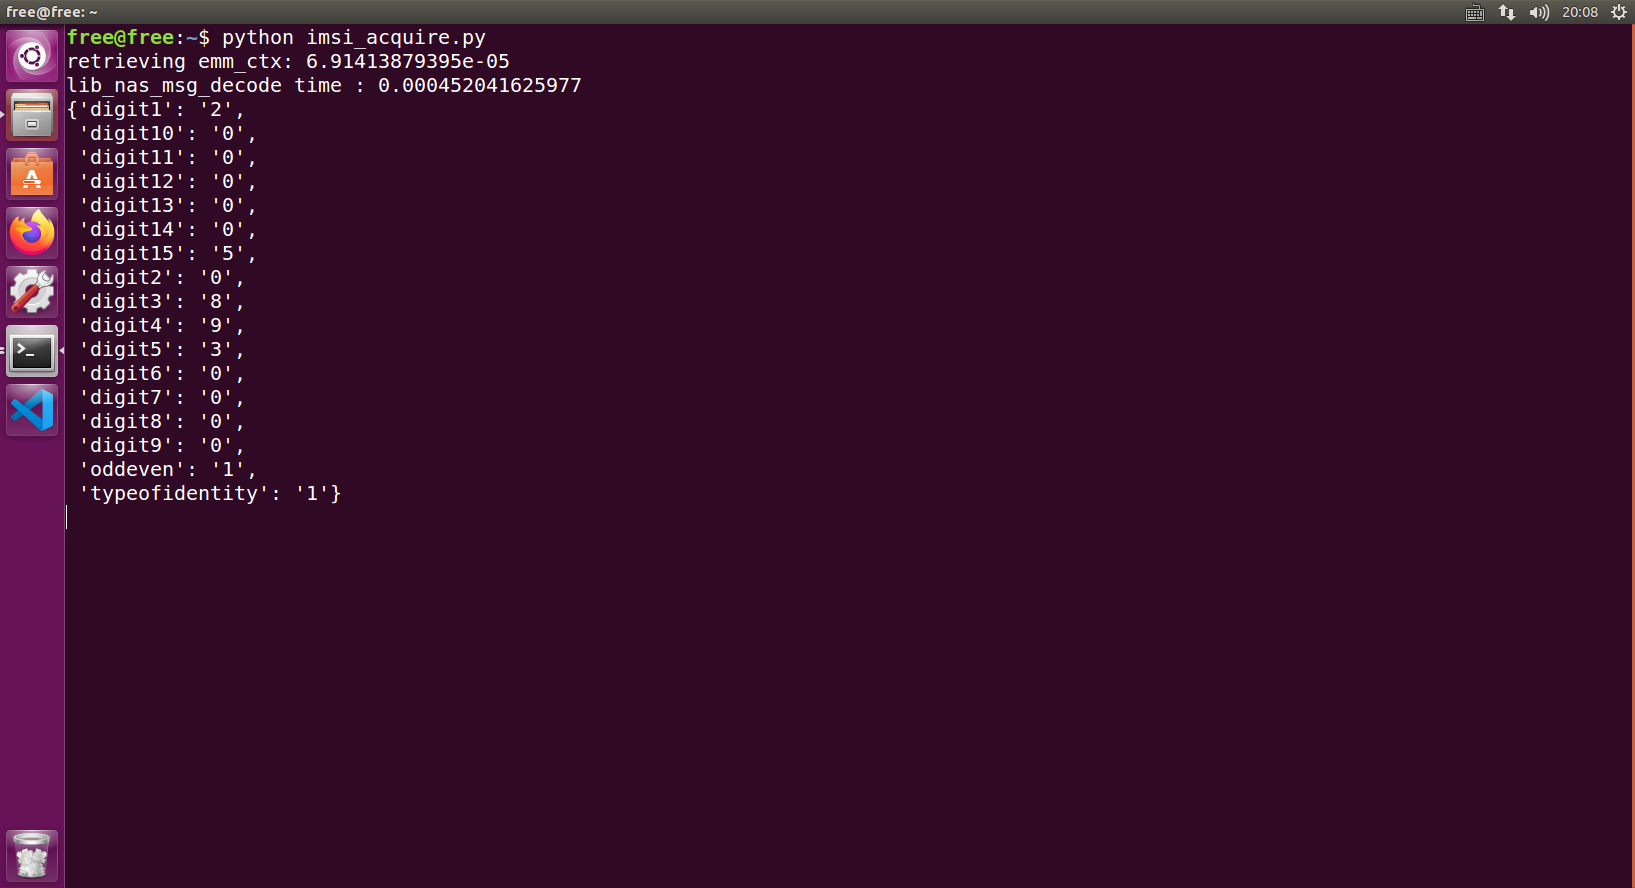 free@free: ~
20:08
free@free:~$ python imsi_acquire.py
retrieving emm_ctx: 6.91413879395e-05
lib_nas_msg_decode time : 0.000452041625977
{'digit1': '2',
 'digit10': '0',
 'digit11': '0',
 'digit12': '0',
 'digit13': '0',
 'digit14': '0',
 'digit15': '5',
 'digit2': '0',
 'digit3': '8',
 'digit4': '9',
 'digit5': '3',
 'digit6': '0',
 'digit7': '0',
 'digit8': '0',
 'digit9': '0',
 'oddeven': '1',
 'typeofidentity': '1'}